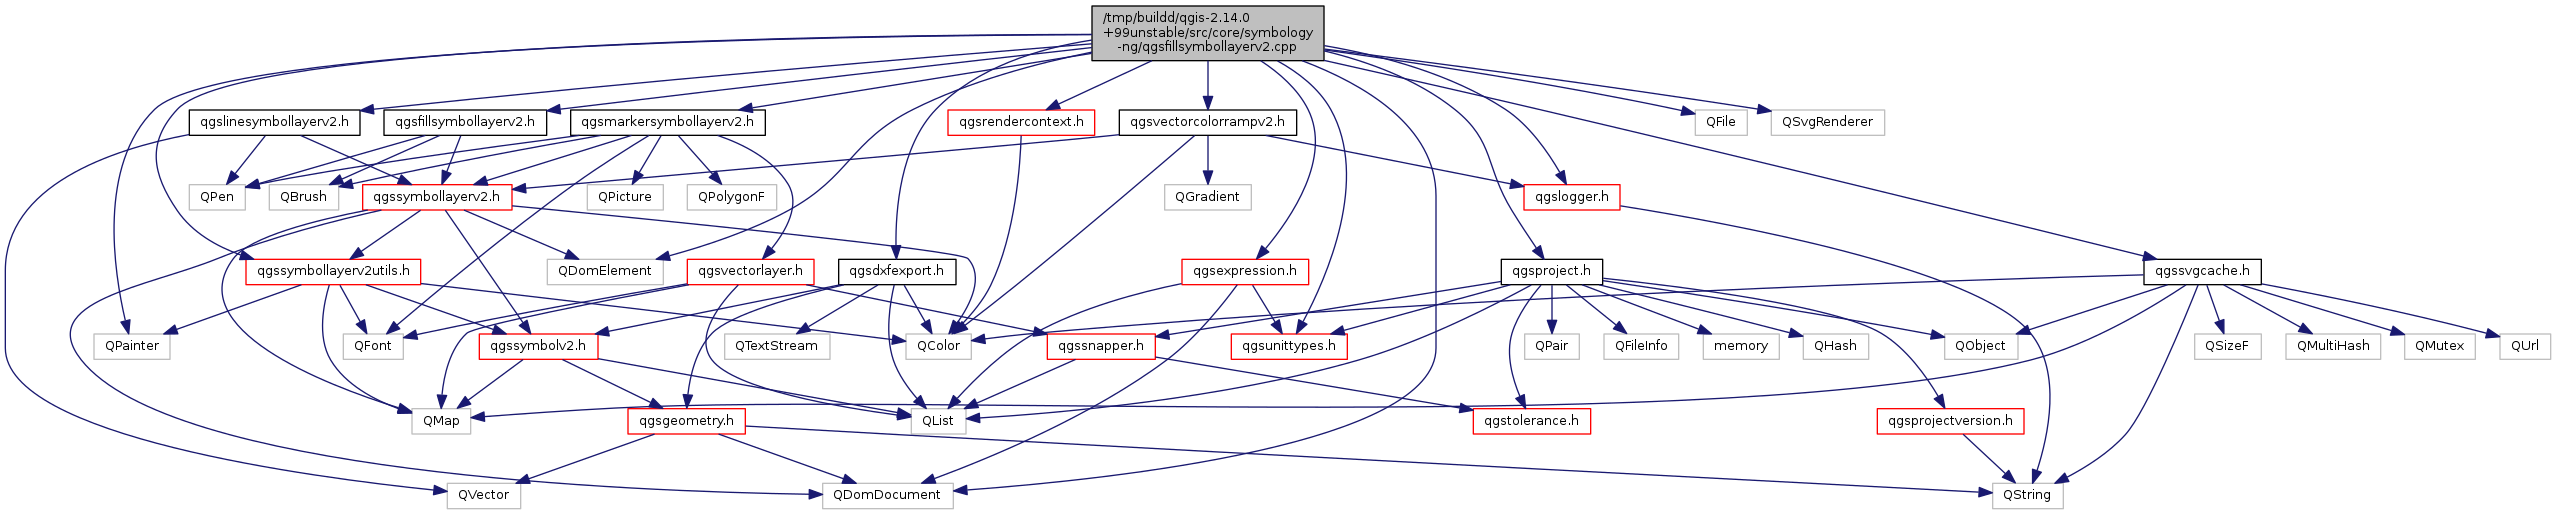 /tmp/buildd/qgis-2.14.0
+99unstable/src/core/symbology
-ng/qgsfillsymbollayerv2.cpp
qgslinesymbollayerv2.h
qgsfillsymbollayerv2.h
qgsmarkersymbollayerv2.h
qgsrendercontext.h
qgsvectorcolorrampv2.h
QFile
QSvgRenderer
QPen
QBrush
qgssymbollayerv2.h
QPicture
QPolygonF
QGradient
qgslogger.h
qgssymbollayerv2utils.h
QDomElement
qgsvectorlayer.h
qgsdxfexport.h
qgsexpression.h
qgsproject.h
qgssvgcache.h
QPainter
QFont
qgssymbolv2.h
QTextStream
QColor
qgssnapper.h
qgsunittypes.h
QPair
QFileInfo
memory
QHash
QObject
QSizeF
QMultiHash
QMutex
QUrl
QMap
qgsgeometry.h
QList
qgstolerance.h
qgsprojectversion.h
QVector
QDomDocument
QString